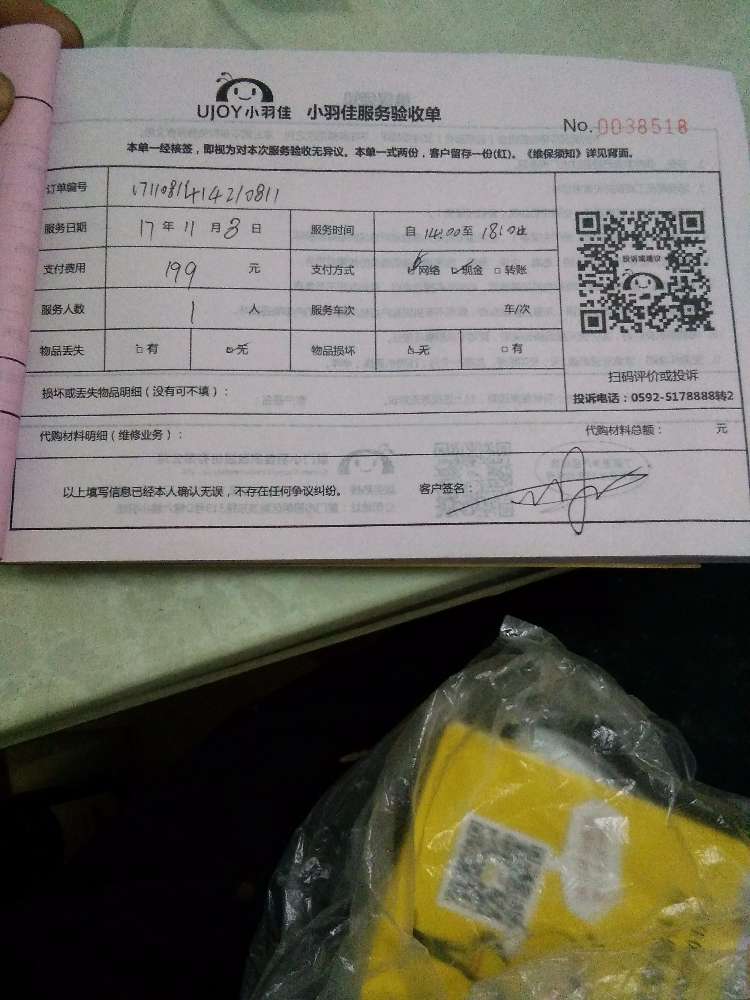 UJOY小羽佳 小羽佳服务验收单
No.0038518
本单一经核签，即视为对本次服务验收无异议。本单一式两份，客户留存一份(红)。《维保须知》详见背面。
订单编号
服务日期 17 年 11 月 8 日 服务时间 自 14:00至
支付费用 199 元 支付方式 ☑网络 ☑现金 □转账
服务人数 1 人 服务车次 车/次
物品丢失 □有 ☑无 物品损坏 ☑无 □有
投诉或建议
扫码评价或投诉
投诉电话：0592-5178888转2
损坏或丢失物品明细（没有可不填）：
代购材料明细（维修业务）： 代购材料总额： 元
以上填写信息已经本人确认无误，不存在任何争议纠纷。 客户签名：